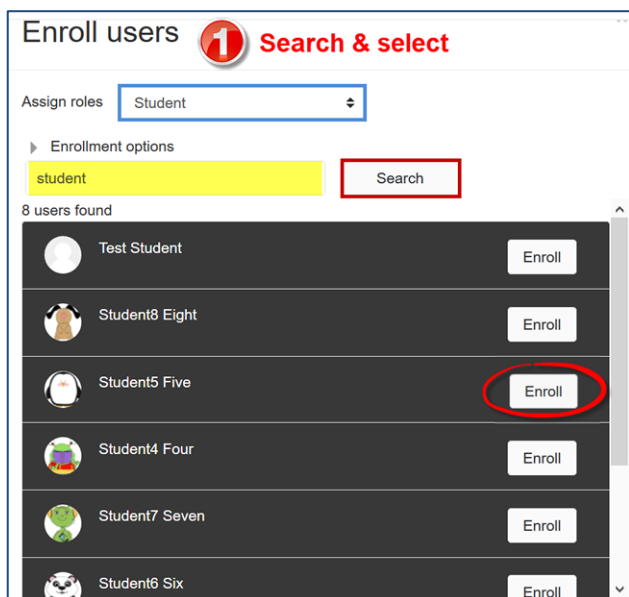 Enroll users 1 Search & select
Assign roles Student
Enrollment options
student Search
8 users found
Test Student Enroll
Student8 Eight Enroll
Student5 Five Enroll
Student4 Four Enroll
Student7 Seven Enroll
Student6 Six Enroll